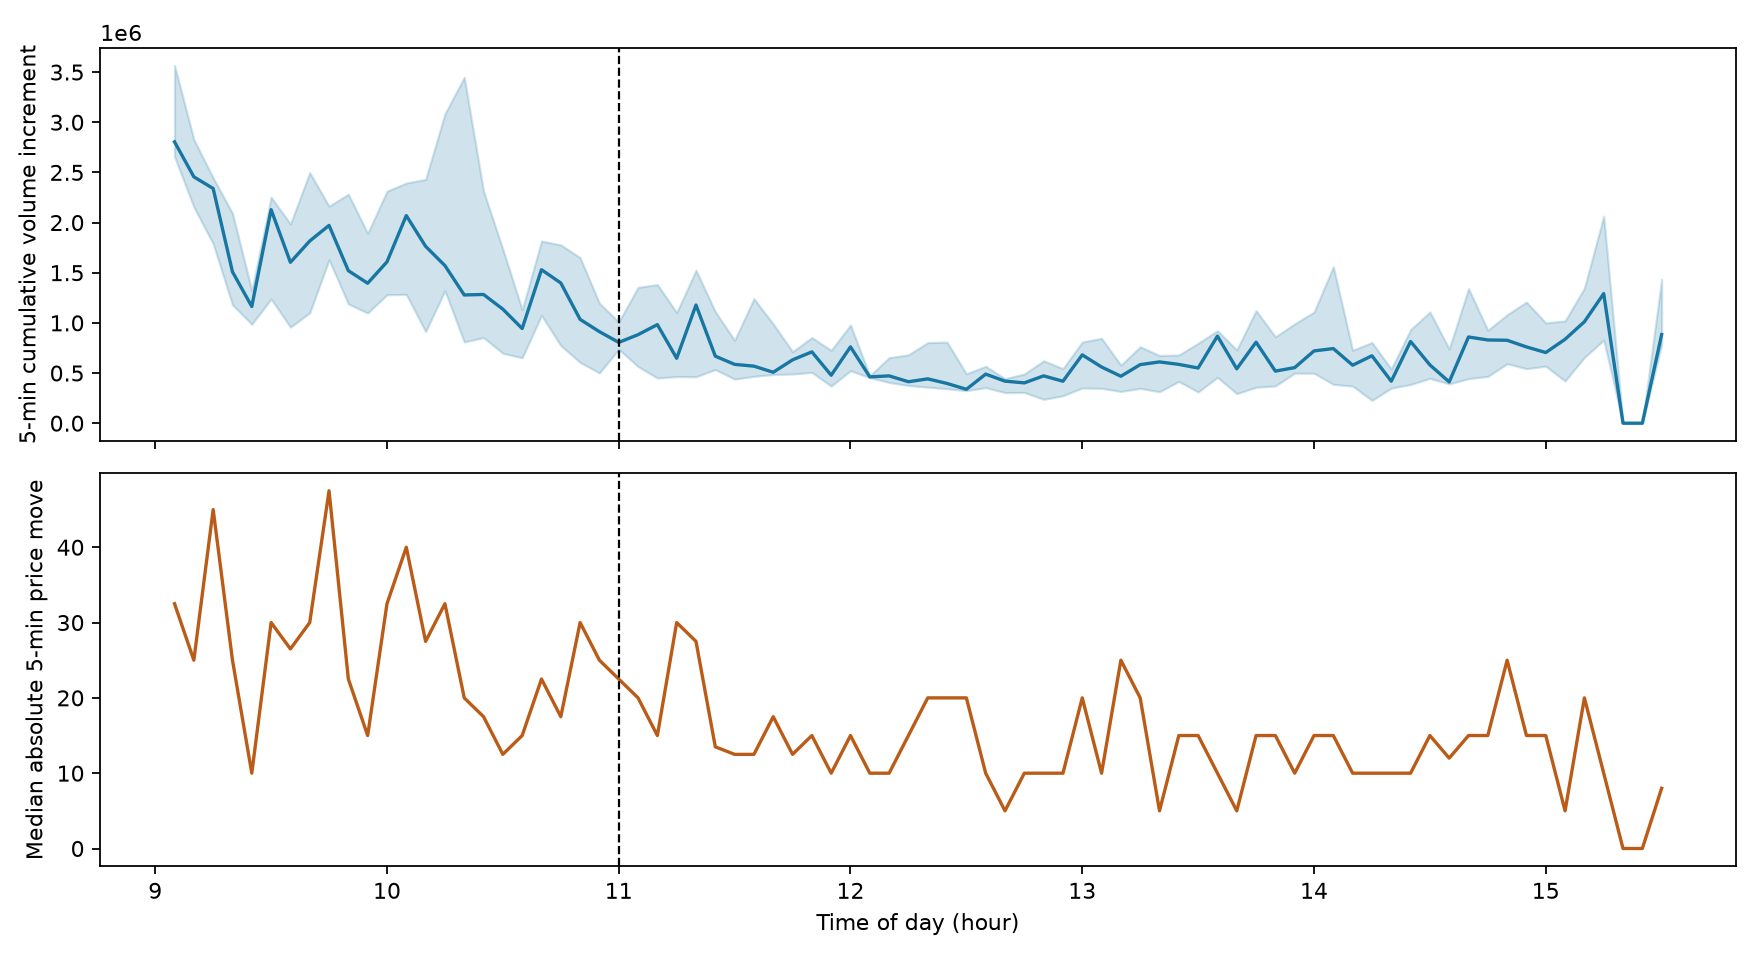 1e6
5-min cumulative volume increment
3.5
3.0
2.5
2.0
1.5
1.0
0.5
0.0
Median absolute 5-min price move
40
30
20
10
0
9 10 11 12 13 14 15
Time of day (hour)